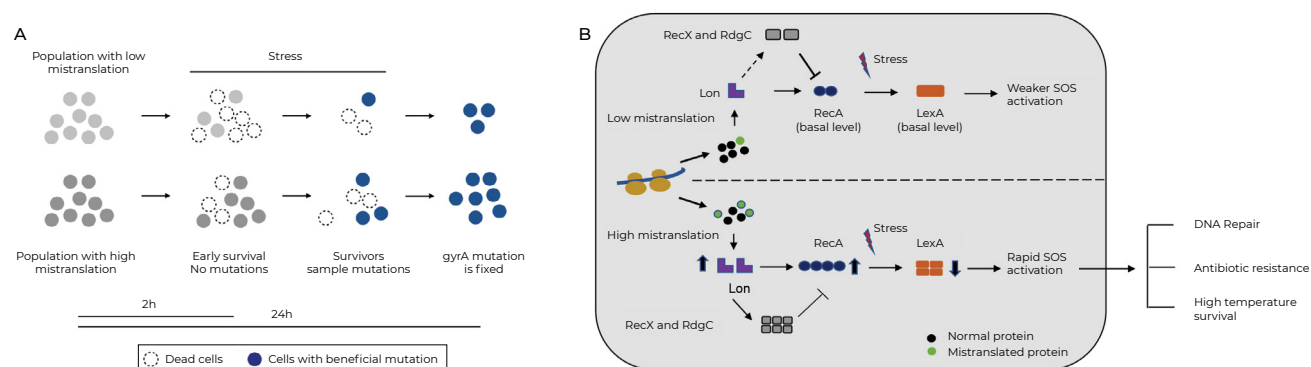 A
Population with low
mistranslation
Stress
Population with high
mistranslation
Early survival
No mutations
Survivors
sample mutations
gyrA mutation
is fixed
2h
24h
Dead cells
Cells with beneficial mutation
B
RecX and RdgC
Stress
Lon
RecA
(basal level)
LexA
(basal level)
Weaker SOS
activation
Low mistranslation
High mistranslation
RecA
Stress
LexA
Rapid SOS
activation
Lon
RecX and RdgC
Normal protein
Mistranslated protein
DNA Repair
Antibiotic resistance
High temperature
survival